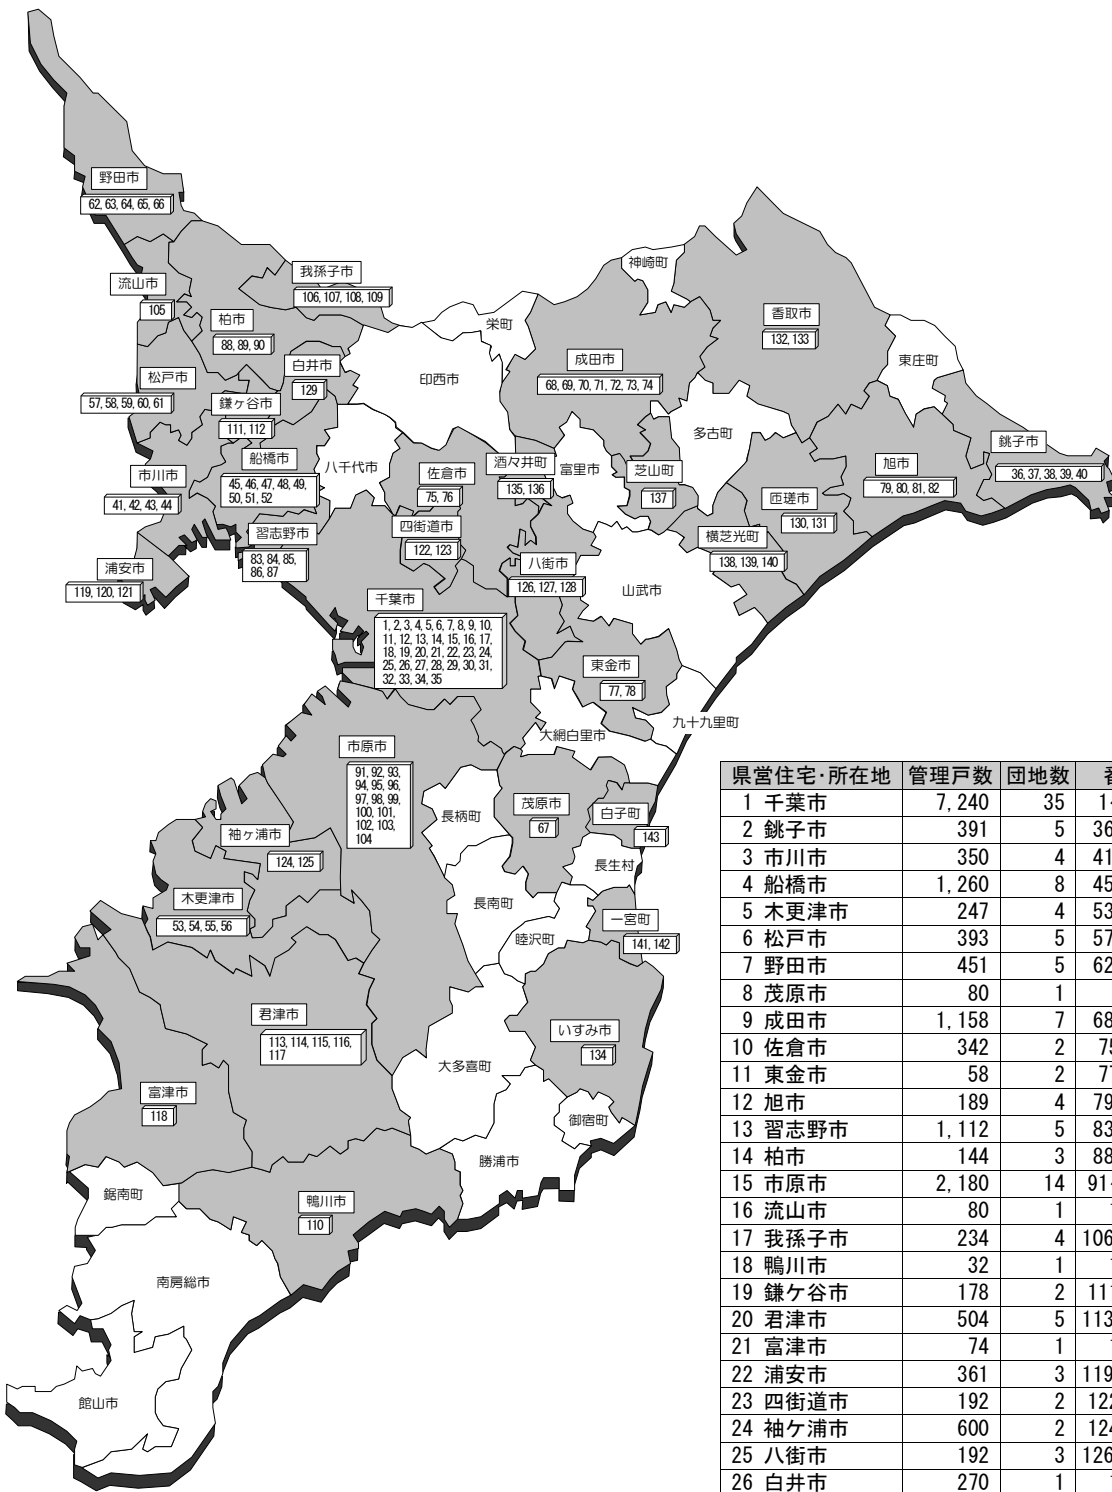 野田市
62, 63, 64, 65, 66
流山市
105
我孫子市
106, 107, 108, 109
柏市
88, 89, 90
松戸市
57, 58, 59, 60, 61
白井市
129
鎌ヶ谷市
111, 112
船橋市
45, 46, 47, 48, 49,
50, 51, 52
市川市
41, 42, 43, 44
習志野市
83, 84, 85,
86, 87
浦安市
119, 120, 121
八千代市
印西市
栄町
成田市
68, 69, 70, 71, 72, 73, 74
神崎町
香取市
132, 133
東庄町
多古町
銚子市
36, 37, 38, 39, 40
旭市
79, 80, 81, 82
匝瑳市
130, 131
横芝光町
138, 139, 140
芝山町
137
富里市
酒々井町
135, 136
佐倉市
75, 76
四街道市
122, 123
八街市
126, 127, 128
山武市
千葉市
1, 2, 3, 4, 5, 6, 7, 8, 9, 10,
11, 12, 13, 14, 15, 16, 17,
18, 19, 20, 21, 22, 23, 24,
25, 26, 27, 28, 29, 30, 31,
32, 33, 34, 35
東金市
77, 78
九十九里町
大網白里市
市原市
91, 92, 93,
94, 95, 96,
97, 98, 99,
100, 101,
102, 103,
104
茂原市
67
白子町
143
長柄町
長生村
長南町
睦沢町
一宮町
141, 142
袖ヶ浦市
124, 125
木更津市
53, 54, 55, 56
君津市
113, 114, 115, 116,
117
いすみ市
134
大多喜町
御宿町
勝浦市
富津市
118
鋸南町
鴨川市
110
南房総市
館山市
県営住宅・所在地 管理戸数 団地数
1 千葉市 7,240 35
2 銚子市 391 5 36
3 市川市 350 4 41
4 船橋市 1,260 8 45
5 木更津市 247 4 53
6 松戸市 393 5 57
7 野田市 451 5 62
8 茂原市 80 1
9 成田市 1,158 7 68
10 佐倉市 342 2 75
11 東金市 58 2
12 旭市 189 4 79
13 習志野市 1,112 5 83
14 柏市 144 3 88
15 市原市 2,180 14 91
16 流山市 80 1
17 我孫子市 234 4 106
18 鴨川市 32 1
19 鎌ケ谷市 178 2
20 君津市 504 5 113
21 富津市 74 1
22 浦安市 361 3 119
23 四街道市 192 2 122
24 袖ケ浦市 600 2 124
25 八街市 192 3 126
26 白井市 270 1